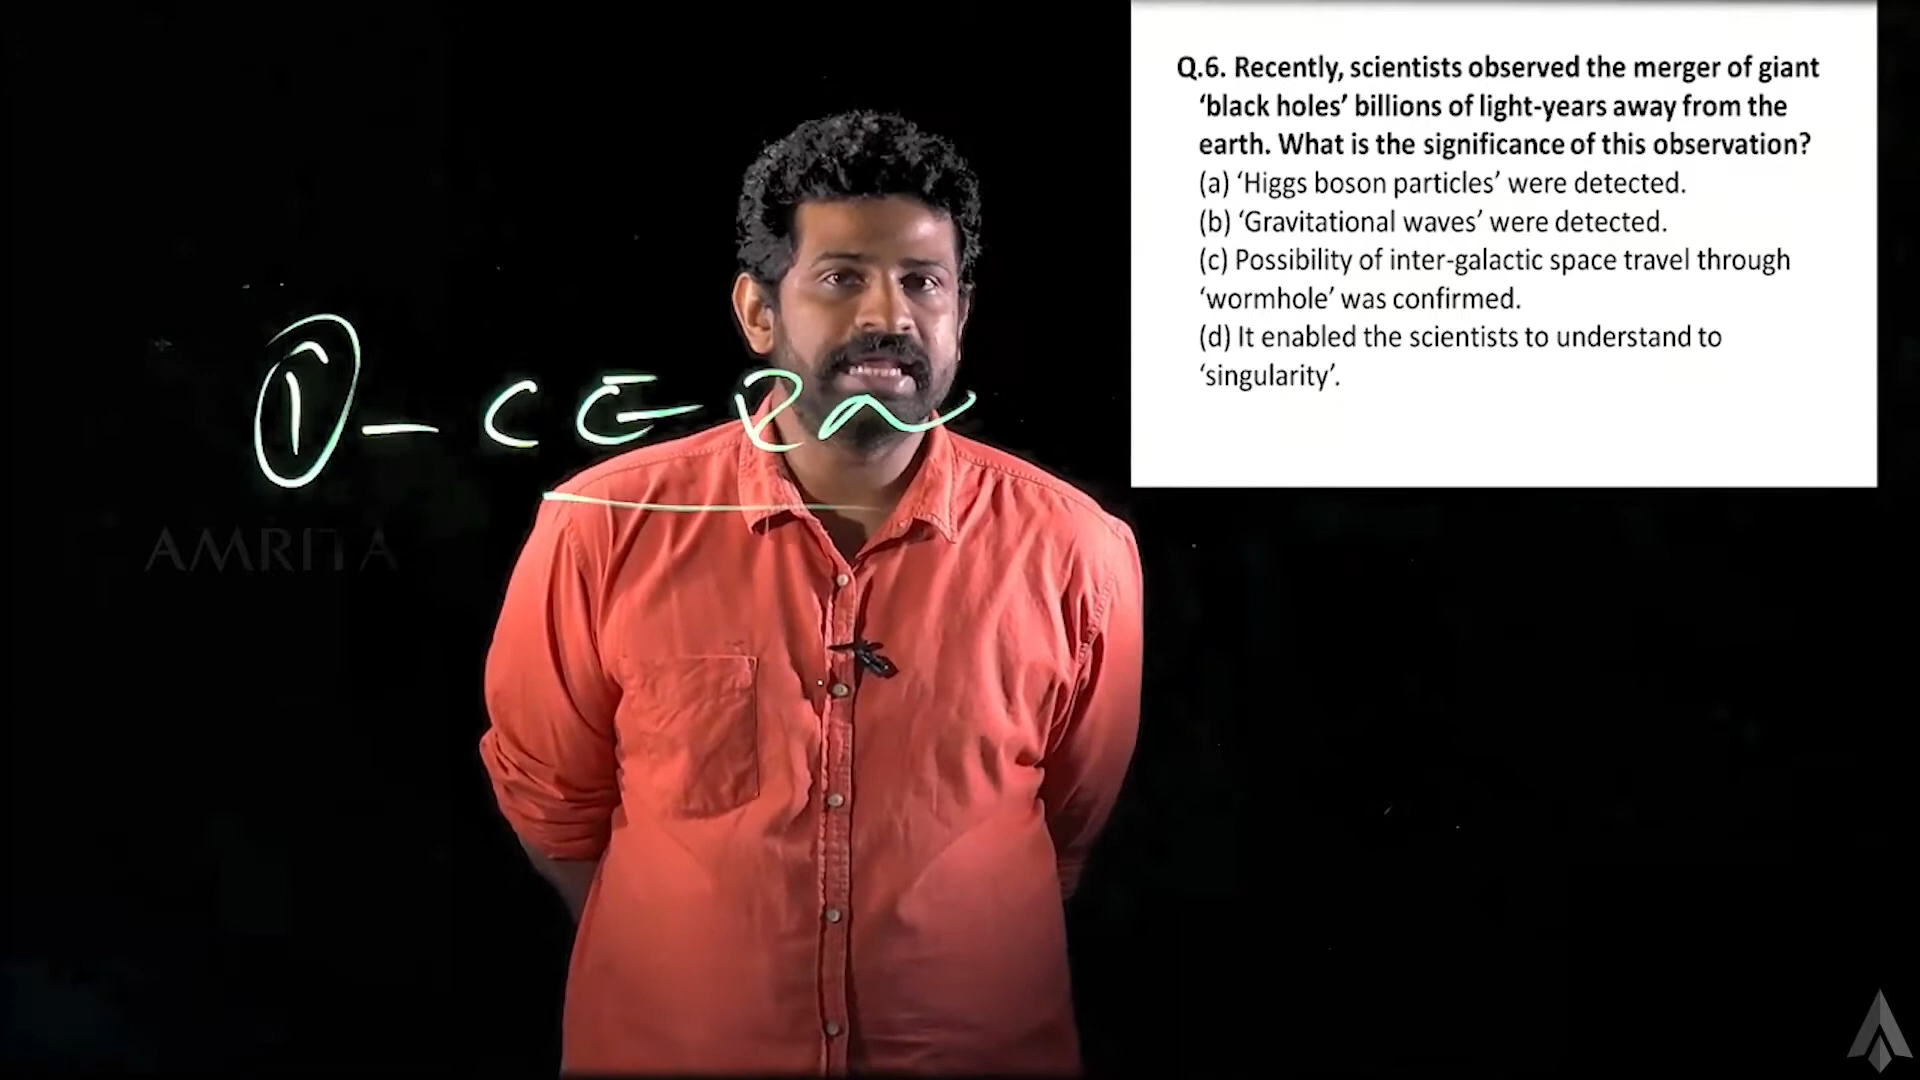 Q.6. Recently, scientists observed the merger of giant
‘black holes’ billions of light-years away from the
earth. What is the significance of this observation?
(a) ‘Higgs boson particles’ were detected.
(b) ‘Gravitational waves’ were detected.
(c) Possibility of inter-galactic space travel through
‘wormhole’ was confirmed.
(d) It enabled the scientists to understand to
‘singularity’.
① – CERN
AMRITA